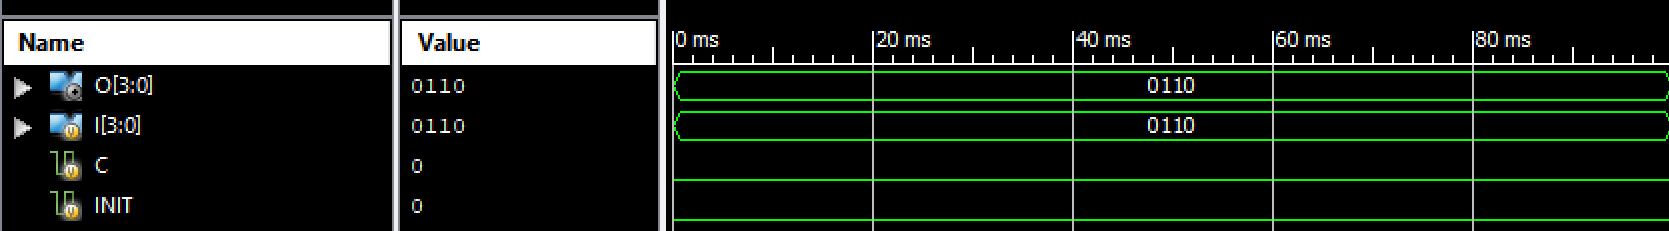 Name Value 0 ms 20 ms 40 ms 60 ms 80 ms
O[3:0] 0110 0110
I[3:0] 0110 0110
C 0
INIT 0